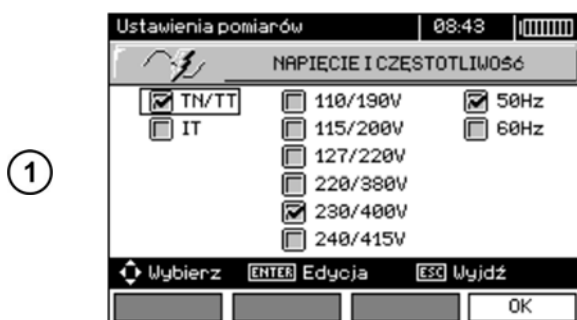 Ustawienia pomiarów 08:43
NAPIĘCIE I CZĘSTOTLIWOŚĆ
TN/TT 110/190V 50Hz
IT 115/200V 60Hz
127/220V
220/380V
230/400V
240/415V
1
Wybierz ENTER Edycja ESC Wyjdź
OK